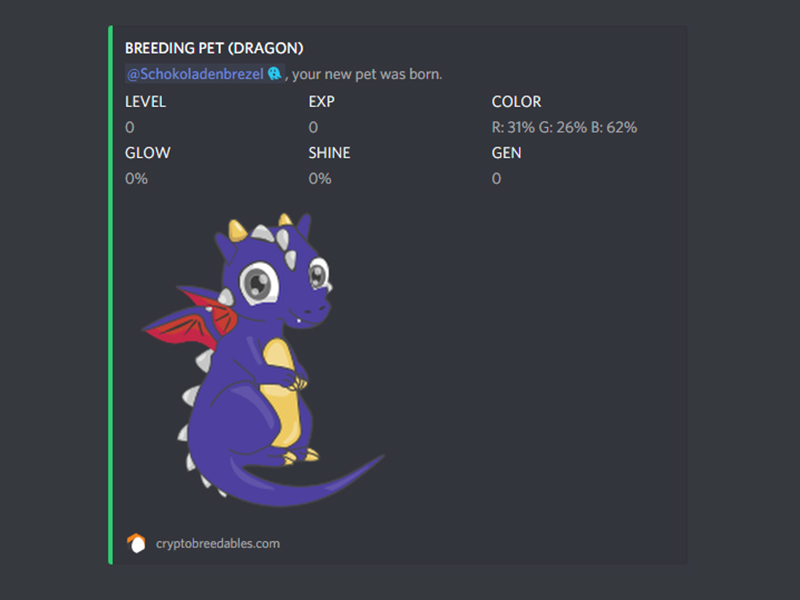 BREEDING PET (DRAGON)
@Schokoladenbrezel , your new pet was born.
LEVEL EXP COLOR
0 0 R: 31% G: 26% B: 62%
GLOW SHINE GEN
0% 0% 0
cryptobreedables.com